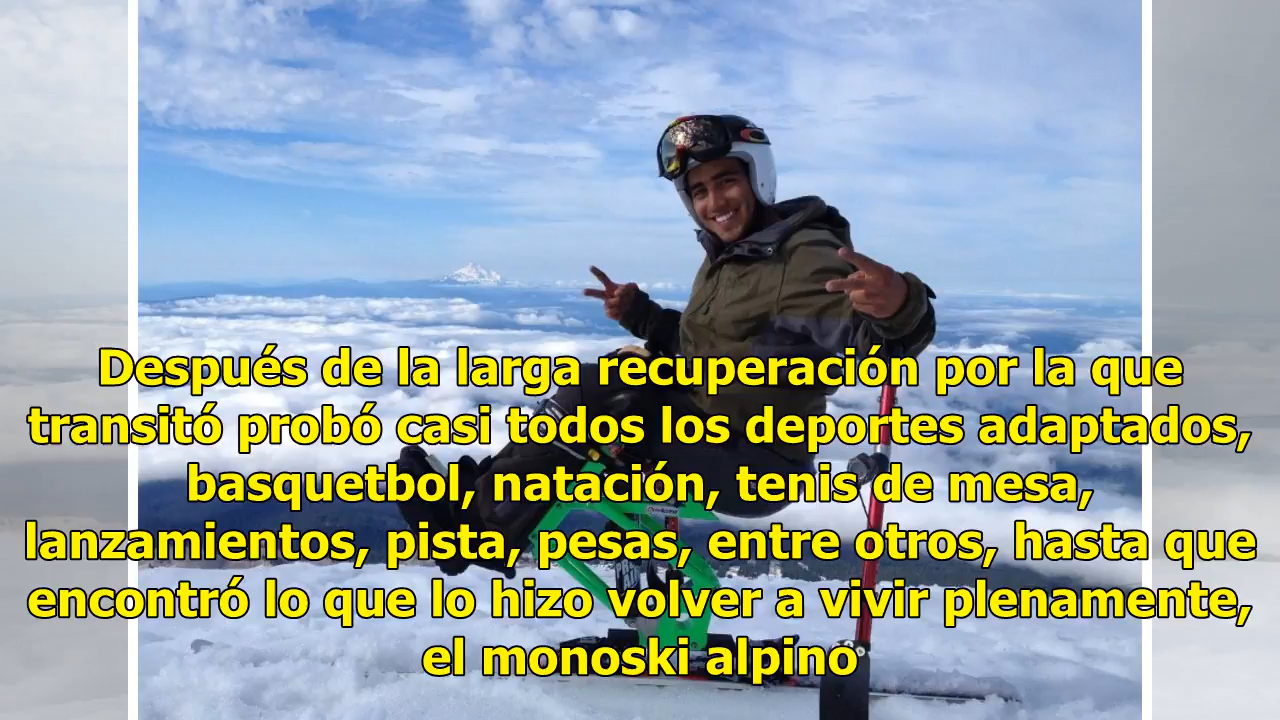 Después de la larga recuperación por la que
transitó probó casi todos los deportes adaptados,
basquetbol, natación, tenis de mesa,
lanzamientos, pista, pesas, entre otros, hasta que
encontró lo que lo hizo volver a vivir plenamente,
el monoski alpino